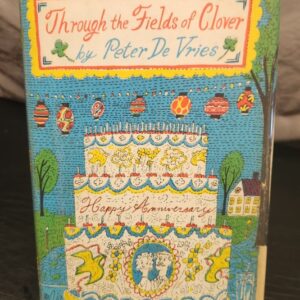 Through the Fields of Clover
by Peter De Vries
Happy Anniversary